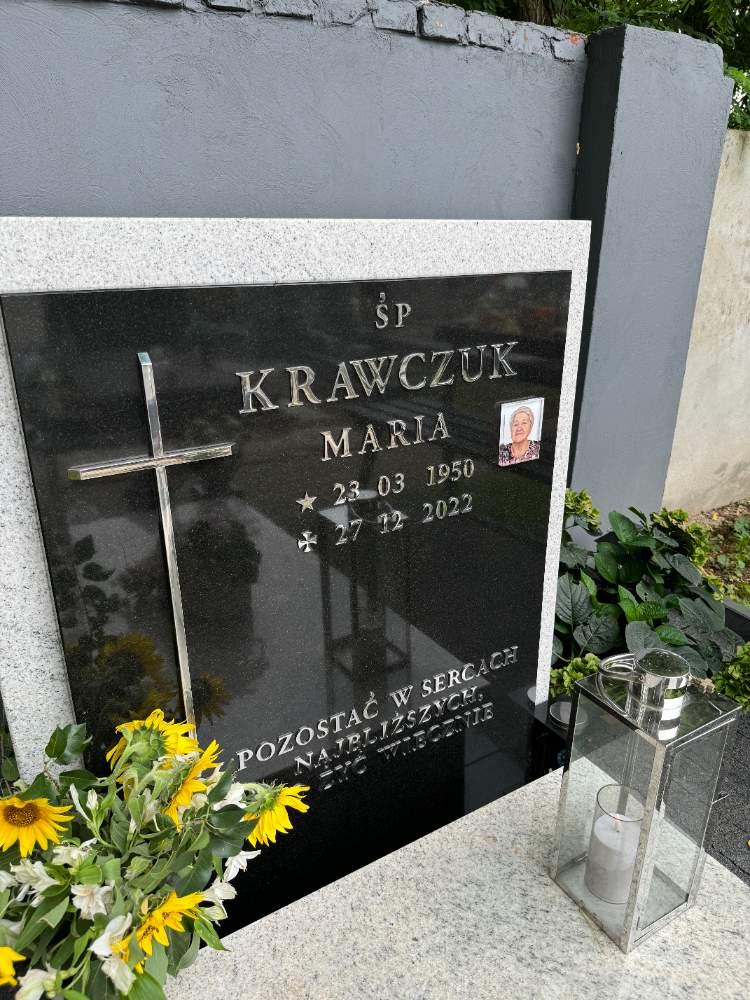 ŚP
KRAWCZUK
MARIA
23 03 1950
27 12 2022
POZOSTAĆ W SERCACH
NAJBLIŻSZYCH,
ŻYĆ WIECZNIE